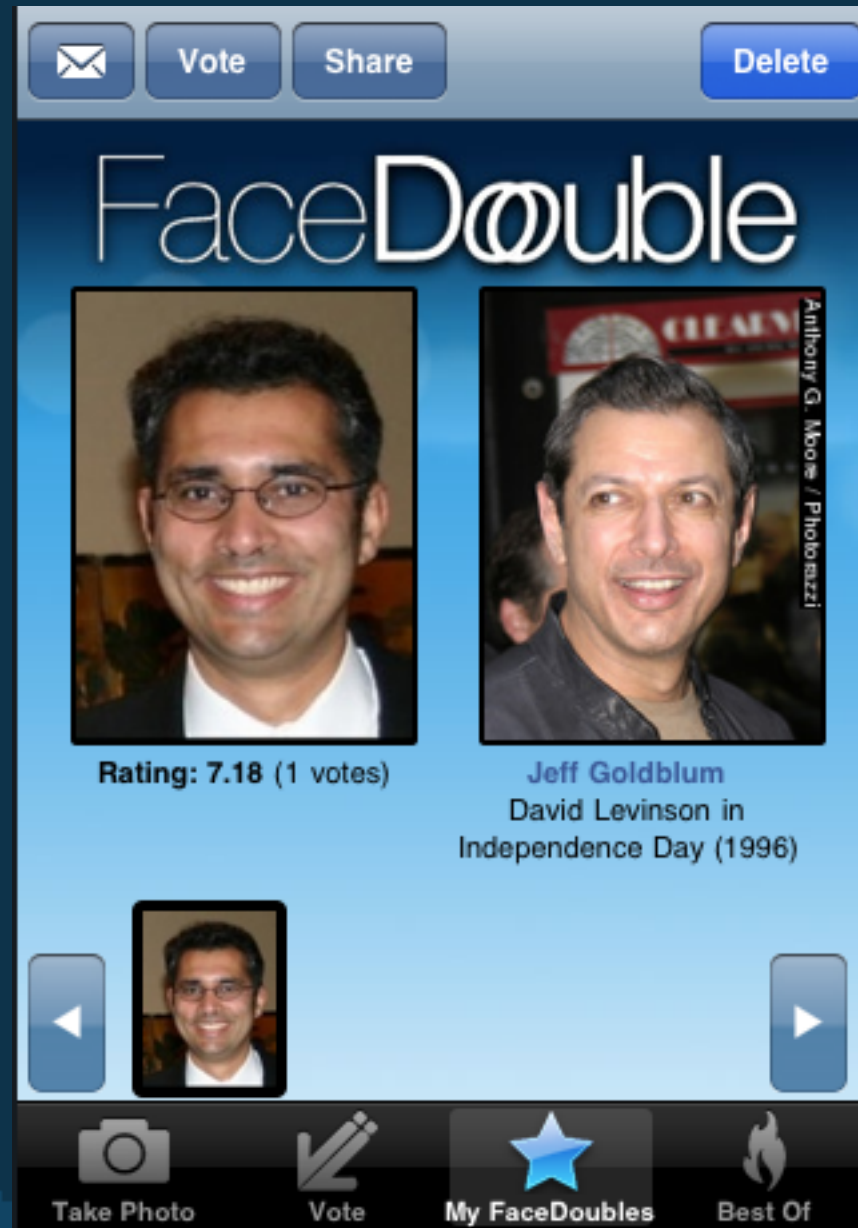 Vote Share Delete
FaceDouble
CLEARV
Anthony G. Moore / Photorazzi
Rating: 7.18 (1 votes)
Jeff Goldblum
David Levinson in
Independence Day (1996)
Take Photo Vote My FaceDoubles Best Of